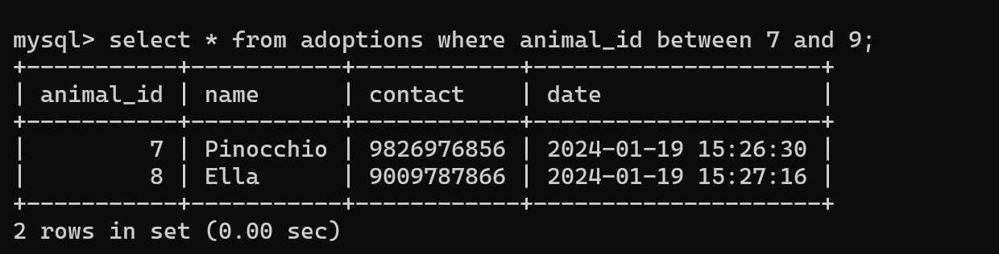 mysql> select * from adoptions where animal_id between 7 and 9;
+-----------+-----------+------------+---------------------+
| animal_id | name      | contact    | date                |
+-----------+-----------+------------+---------------------+
|         7 | Pinocchio | 9826976856 | 2024-01-19 15:26:30 |
|         8 | Ella      | 9009787866 | 2024-01-19 15:27:16 |
+-----------+-----------+------------+---------------------+
2 rows in set (0.00 sec)